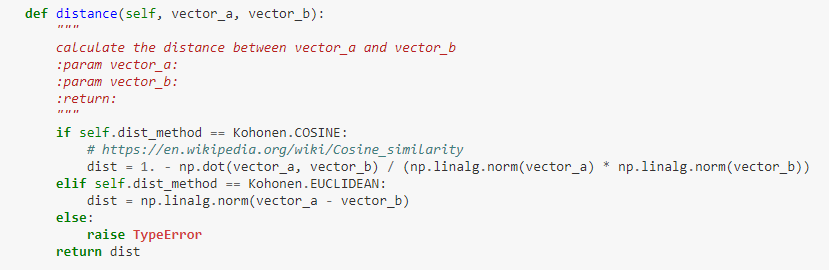 def distance(self, vector_a, vector_b):
    """
    calculate the distance between vector_a and vector_b
    :param vector_a:
    :param vector_b:
    :return:
    """
    if self.dist_method == Kohonen.COSINE:
        # https://en.wikipedia.org/wiki/Cosine_similarity
        dist = 1. - np.dot(vector_a, vector_b) / (np.linalg.norm(vector_a) * np.linalg.norm(vector_b))
    elif self.dist_method == Kohonen.EUCLIDEAN:
        dist = np.linalg.norm(vector_a - vector_b)
    else:
        raise TypeError
    return dist